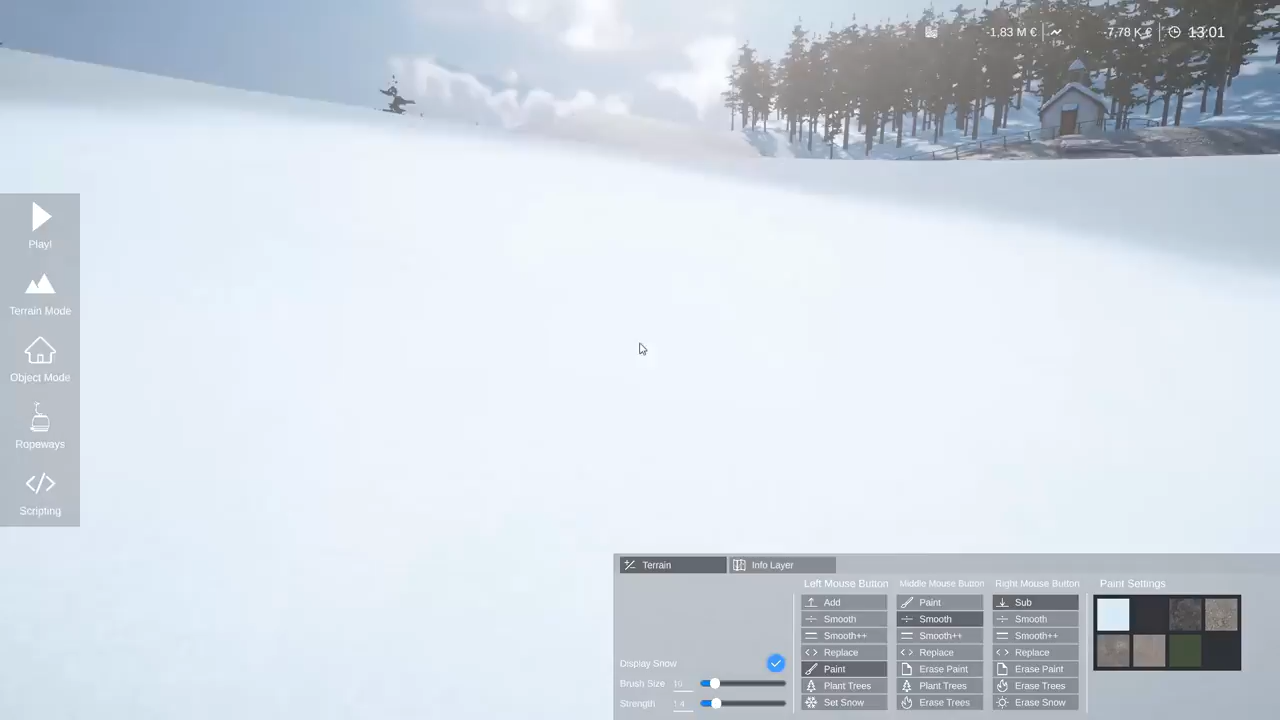 -1,83 M € -7,78 K € 13:01
Play!
Terrain Mode
Object Mode
Ropeways
Scripting
Terrain
Info Layer
Display Snow
Brush Size 16
Strength 1.4
Left Mouse Button
Add
Smooth
Smooth++
Replace
Paint
Plant Trees
Set Snow
Middle Mouse Button
Paint
Smooth
Smooth++
Replace
Erase Paint
Plant Trees
Erase Trees
Right Mouse Button
Sub
Smooth
Smooth++
Replace
Erase Paint
Erase Trees
Erase Snow
Paint Settings